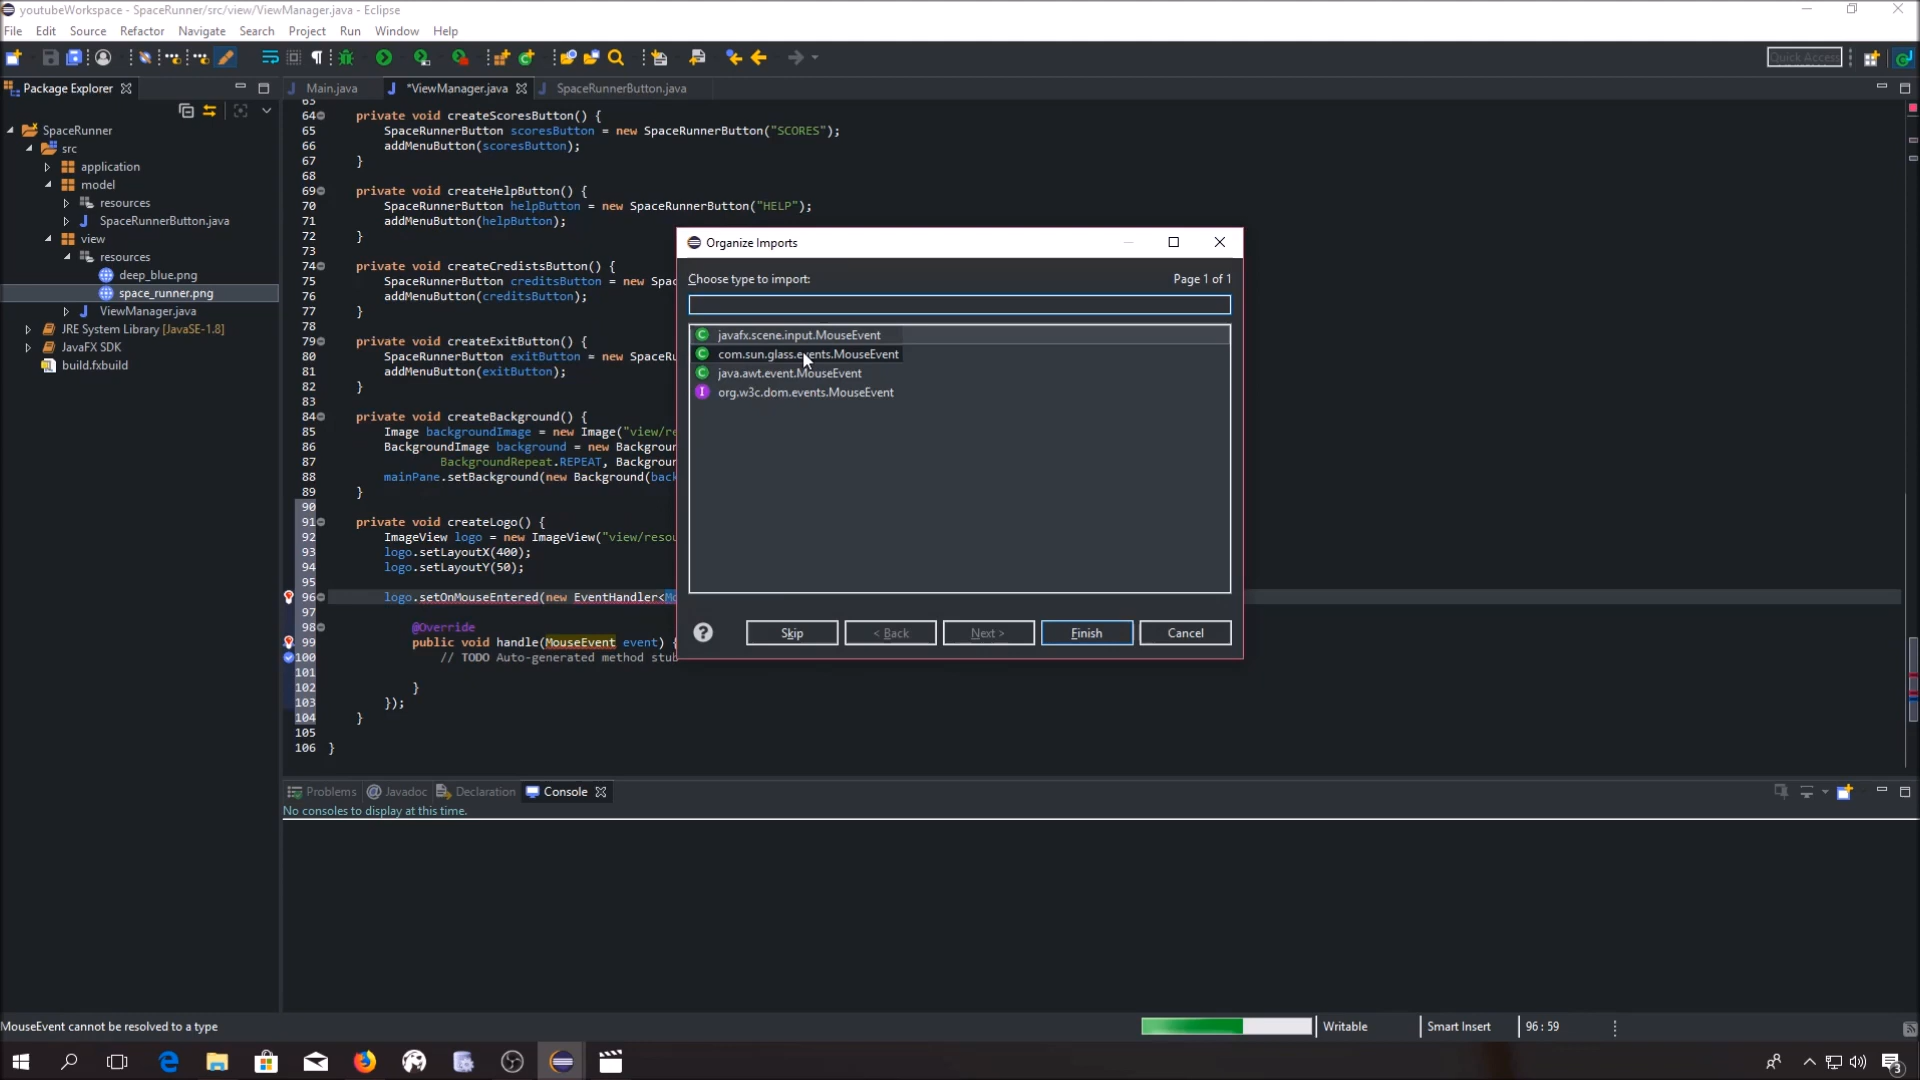 youtubeWorkspace - SpaceRunner/src/view/ViewManager.java - Eclipse
File Edit Source Refactor Navigate Search Project Run Window Help
Quick Access
Package Explorer
Main.java *ViewManager.java SpaceRunnerButton.java
SpaceRunner
src
application
model
resources
SpaceRunnerButton.java
view
resources
deep_blue.png
space_runner.png
ViewManager.java
JRE System Library [JavaSE-1.8]
JavaFX SDK
build.fxbuild
63
64 private void createScoresButton() {
65 SpaceRunnerButton scoresButton = new SpaceRunnerButton("SCORES");
66 addMenuButton(scoresButton);
67 }
68
69 private void createHelpButton() {
70 SpaceRunnerButton helpButton = new SpaceRunnerButton("HELP");
71 addMenuButton(helpButton);
72 }
73
74 private void createCredistsButton() {
75 SpaceRunnerButton creditsButton = new Spac
76 addMenuButton(creditsButton);
77 }
78
79 private void createExitButton() {
80 SpaceRunnerButton exitButton = new SpaceRu
81 addMenuButton(exitButton);
82 }
83
84 private void createBackground() {
85 Image backgroundImage = new Image("view/re
86 BackgroundImage background = new Backgroun
87 BackgroundRepeat.REPEAT, Backgroun
88 mainPane.setBackground(new Background(back
89 }
90
91 private void createLogo() {
92 ImageView logo = new ImageView("view/resou
93 logo.setLayoutX(400);
94 logo.setLayoutY(50);
95
96 logo.setOnMouseEntered(new EventHandler<Mo
97
98 @Override
99 public void handle(MouseEvent event) {
100 // TODO Auto-generated method stub
101
102 }
103 });
104 }
105
106 }
Organize Imports
Choose type to import: Page 1 of 1
javafx.scene.input.MouseEvent
com.sun.glass.events.MouseEvent
java.awt.event.MouseEvent
org.w3c.dom.events.MouseEvent
Skip < Back Next > Finish Cancel
Problems Javadoc Declaration Console
No consoles to display at this time.
MouseEvent cannot be resolved to a type Writable Smart Insert 96 : 59
3